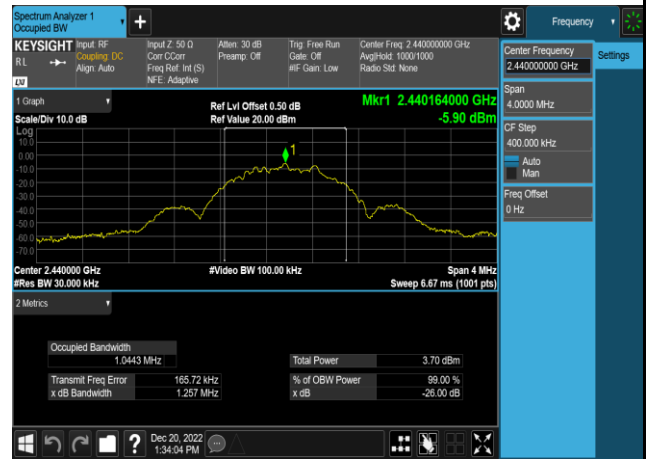 Spectrum Analyzer 1
Occupied BW
Frequency
KEYSIGHT
Input: RF
Input Z: 50 Ω
Atten: 30 dB
Trig: Free Run
Center Freq: 2.440000000 GHz
RL
Coupling: DC
Corr CCorr
Preamp: Off
Gate: Off
Avg|Hold: 1000/1000
Align: Auto
Freq Ref: Int (S)
#IF Gain: Low
Radio Std: None
LXI
NFE: Adaptive
Center Frequency
2.440000000 GHz
Settings
Span
4.0000 MHz
CF Step
400.000 kHz
Auto
Man
Freq Offset
0 Hz
1 Graph
Ref Lvl Offset 0.50 dB
Mkr1 2.440164000 GHz
Scale/Div 10.0 dB
Ref Value 20.00 dBm
-5.90 dBm
Log
10.0
0.00
-10.0
-20.0
-30.0
-40.0
-50.0
-60.0
-70.0
1
Center 2.440000 GHz
#Video BW 100.00 kHz
Span 4 MHz
#Res BW 30.000 kHz
Sweep 6.67 ms (1001 pts)
2 Metrics
Occupied Bandwidth
1.0443 MHz
Total Power
3.70 dBm
Transmit Freq Error
165.72 kHz
% of OBW Power
99.00 %
x dB Bandwidth
1.257 MHz
x dB
-26.00 dB
?
Dec 20, 2022
1:34:04 PM